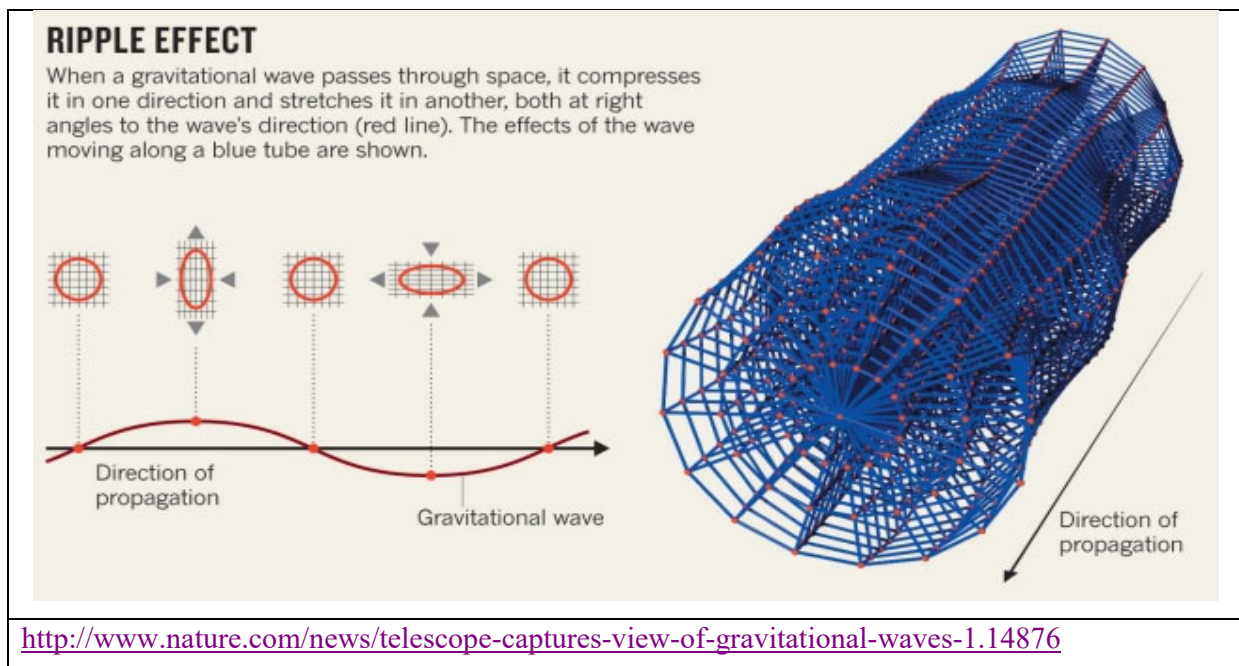 RIPPLE EFFECT
When a gravitational wave passes through space, it compresses
it in one direction and stretches it in another, both at right
angles to the wave's direction (red line). The effects of the wave
moving along a blue tube are shown.
Direction of
propagation
Gravitational wave
Direction of
propagation
http://www.nature.com/news/telescope-captures-view-of-gravitational-waves-1.14876